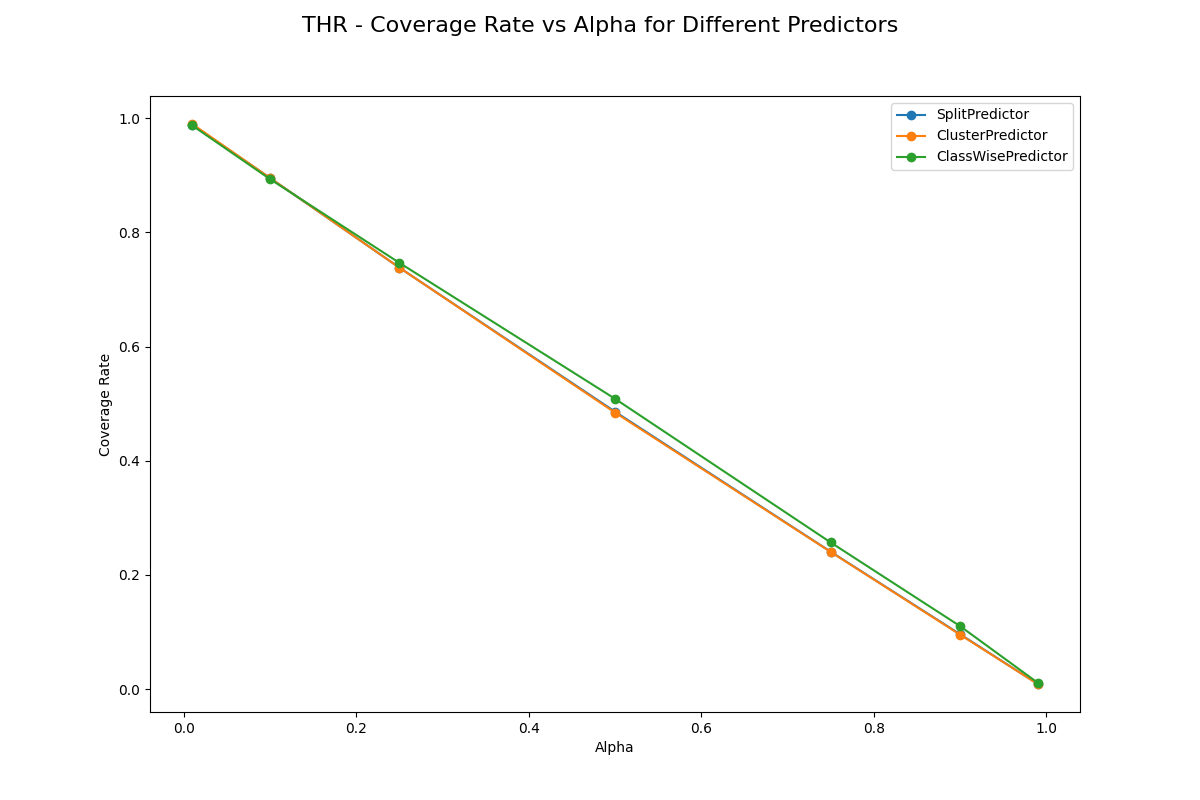 THR - Coverage Rate vs Alpha for Different Predictors
SplitPredictor
ClusterPredictor
ClassWisePredictor
Coverage Rate
1.0
0.8
0.6
0.4
0.2
0.0
0.0 0.2 0.4 0.6 0.8 1.0
Alpha